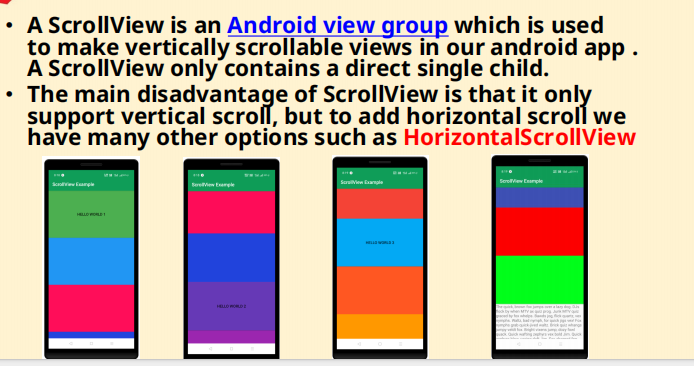 • A ScrollView is an Android view group which is used
to make vertically scrollable views in our android app .
A ScrollView only contains a direct single child.
• The main disadvantage of ScrollView is that it only
support vertical scroll, but to add horizontal scroll we
have many other options such as HorizontalScrollView
ScrollView Example
HELLO WORLD 1
ScrollView Example
HELLO WORLD 2
ScrollView Example
HELLO WORLD 3
ScrollView Example